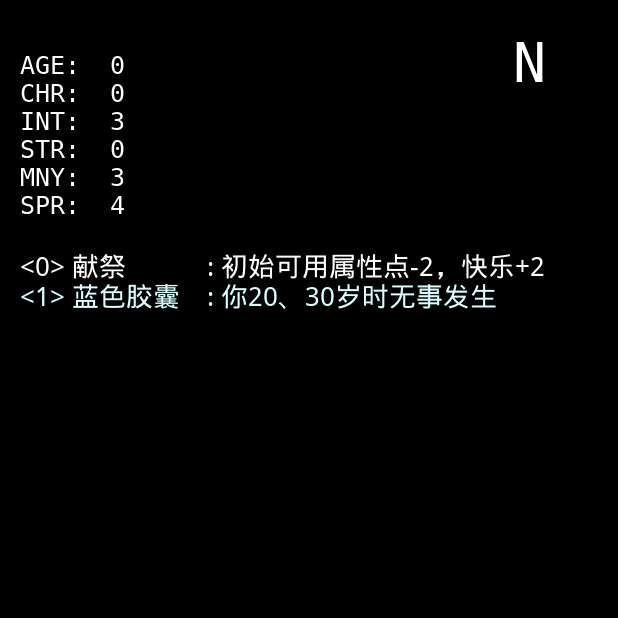 N
AGE: 0
CHR: 0
INT: 3
STR: 0
MNY: 3
SPR: 4
<0> 献祭 : 初始可用属性点-2，快乐+2
<1> 蓝色胶囊 : 你20、30岁时无事发生